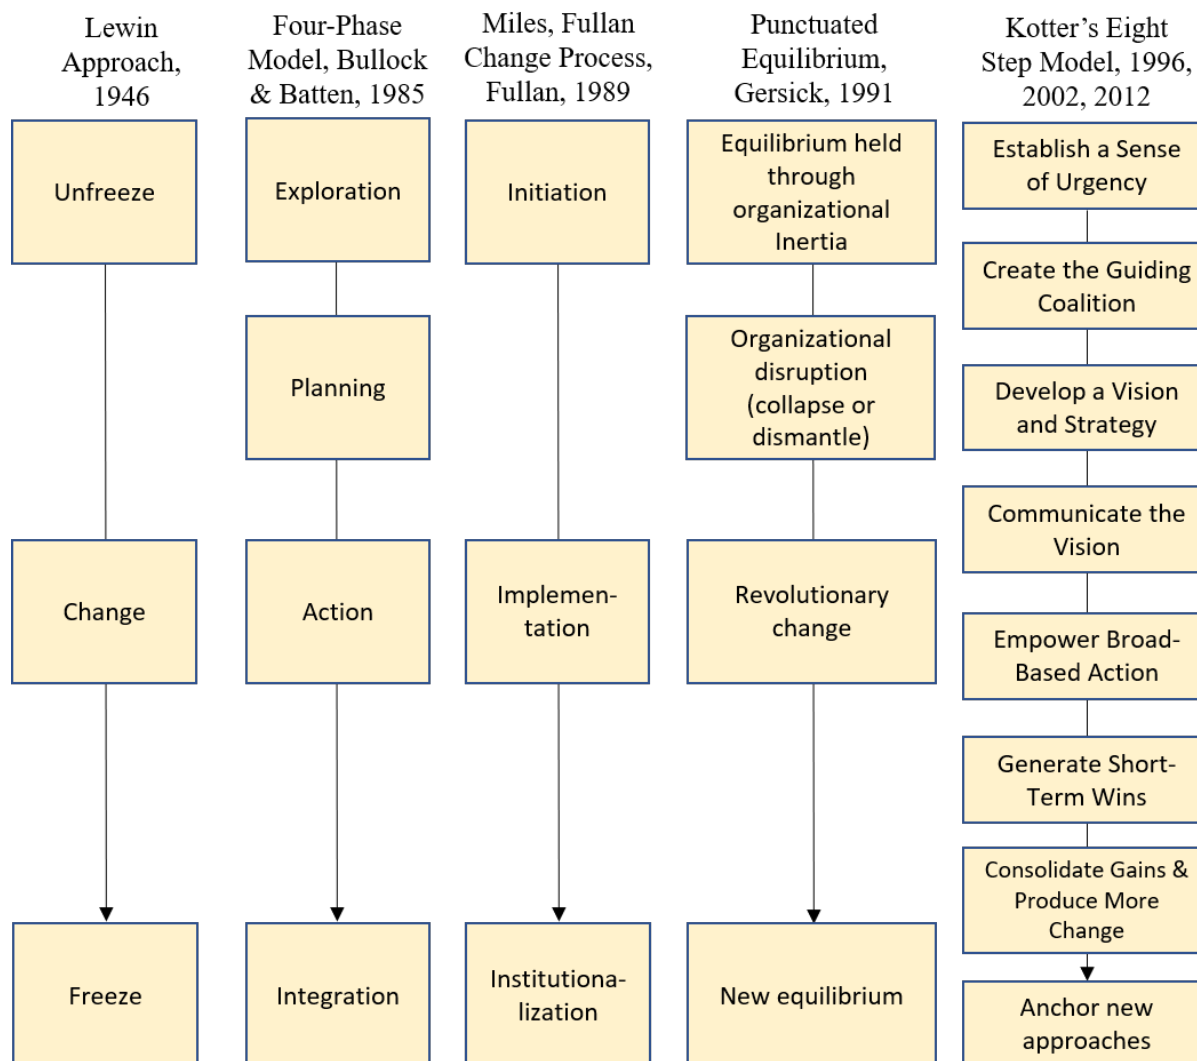 Lewin
Approach,
1946
Unfreeze
Change
Freeze
Four-Phase
Model, Bullock
& Batten, 1985
Exploration
Planning
Action
Integration
Miles, Fullan
Change Process,
Fullan, 1989
Initiation
Implemen-
tation
Institutiona-
lization
Punctuated
Equilibrium,
Gersick, 1991
Equilibrium held
through
organizational
Inertia
Organizational
disruption
(collapse or
dismantle)
Revolutionary
change
New equilibrium
Kotter’s Eight
Step Model, 1996,
2002, 2012
Establish a Sense
of Urgency
Create the Guiding
Coalition
Develop a Vision
and Strategy
Communicate the
Vision
Empower Broad-
Based Action
Generate Short-
Term Wins
Consolidate Gains &
Produce More
Change
Anchor new
approaches